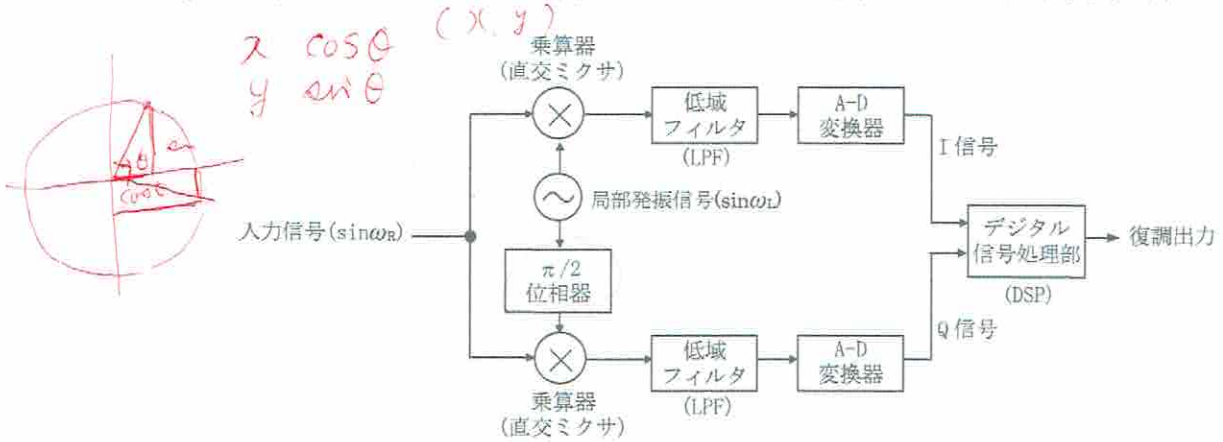 x cosθ (x, y)
y sinθ
θ
乗算器
(直交ミクサ)
低域
フィルタ
(LPF)
A-D
変換器
I 信号
局部発振信号(sinωL)
入力信号(sinωR)
π/2
位相器
デジタル
信号処理部
(DSP)
復調出力
Q 信号
低域
フィルタ
(LPF)
A-D
変換器
乗算器
(直交ミクサ)